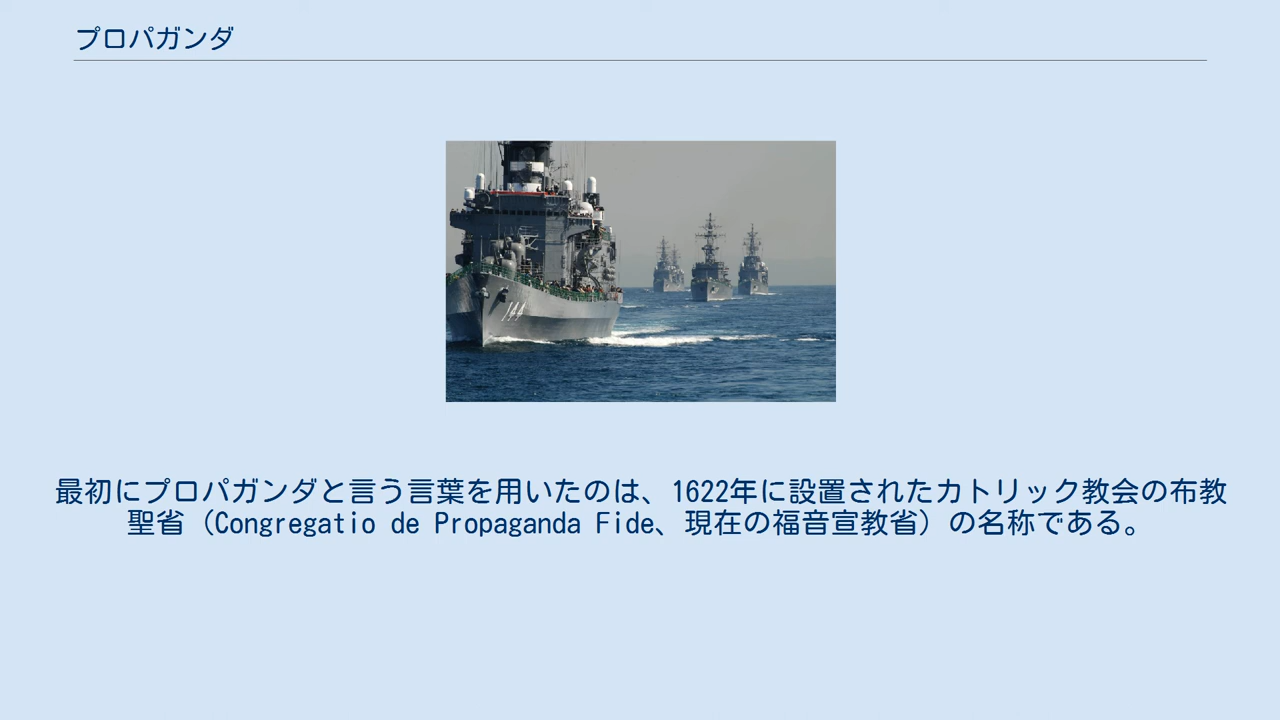 プロパガンダ
144
最初にプロパガンダと言う言葉を用いたのは、1622年に設置されたカトリック教会の布教
聖省（Congregatio de Propaganda Fide、現在の福音宣教省）の名称である。